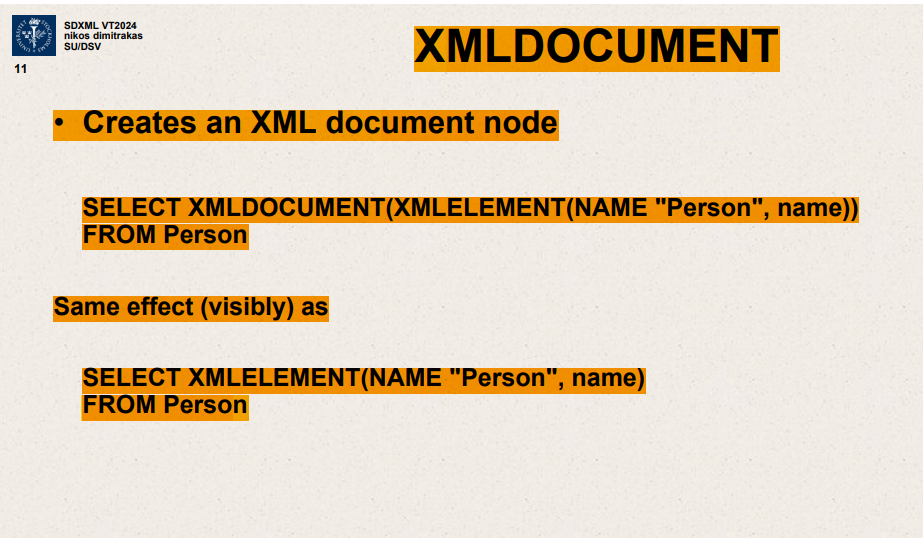 SDXML VT2024
nikos dimitrakas
SU/DSV
11
XMLDOCUMENT
• Creates an XML document node
SELECT XMLDOCUMENT(XMLELEMENT(NAME "Person", name))
FROM Person
Same effect (visibly) as
SELECT XMLELEMENT(NAME "Person", name)
FROM Person